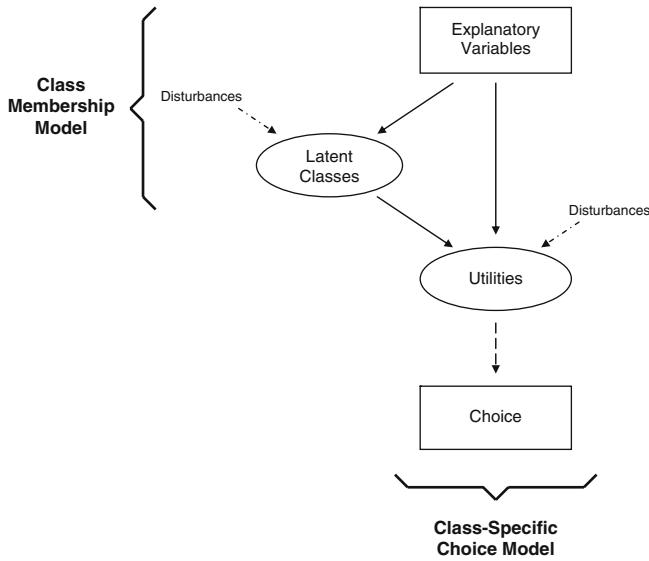 Explanatory
Variables
Class
Membership
Model
Disturbances
Latent
Classes
Disturbances
Utilities
Choice
Class-Specific
Choice Model